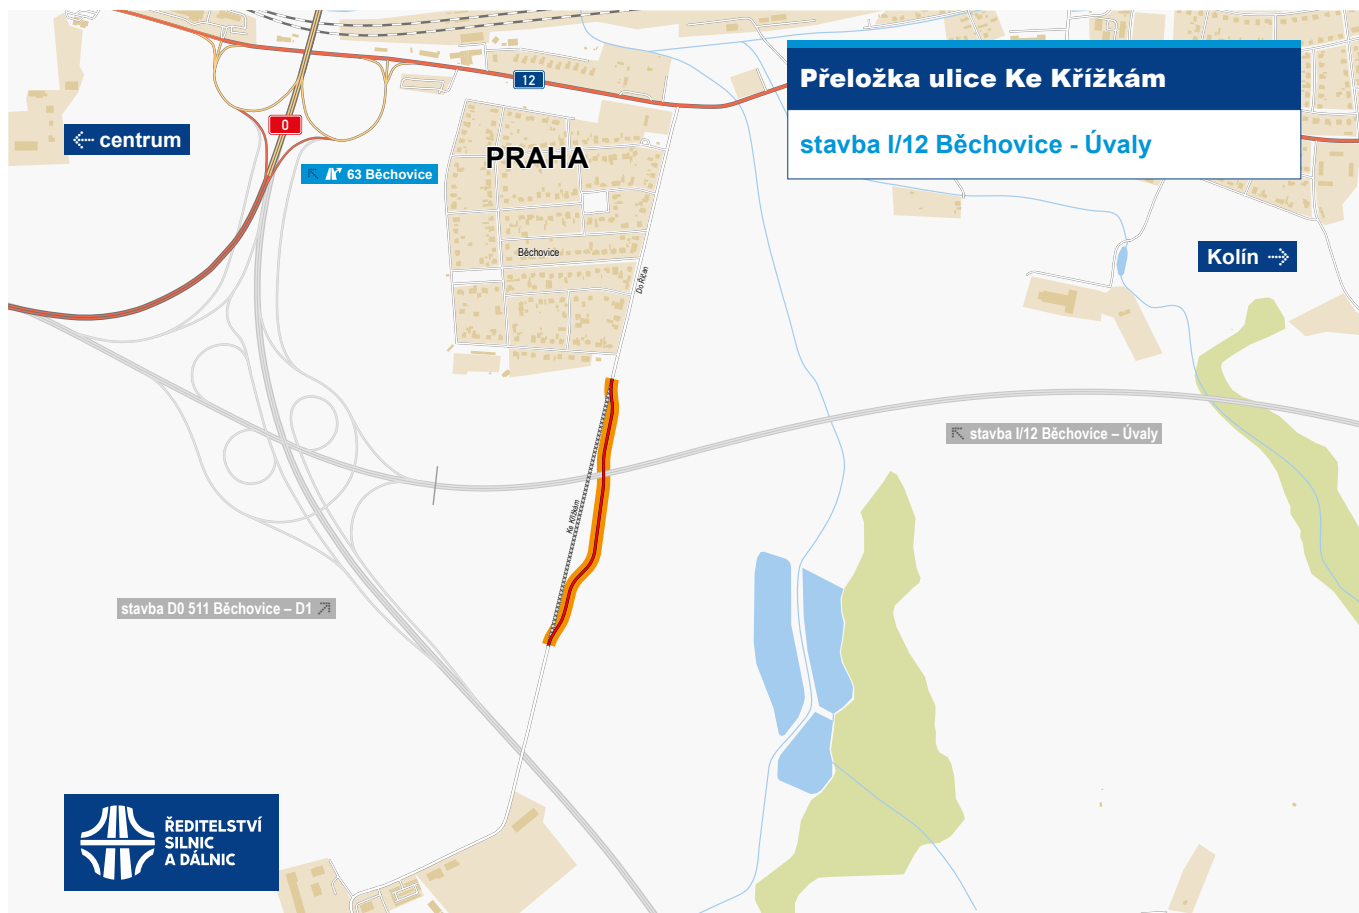 12
Přeložka ulice Ke Křížkám
0
centrum
stavba I/12 Běchovice - Úvaly
PRAHA
63 Běchovice
Běchovice
Kolín
Do Říčan
stavba I/12 Běchovice – Úvaly
Ke Křížkám
stavba D0 511 Běchovice – D1
ŘEDITELSTVÍ
SILNIC
A DÁLNIC